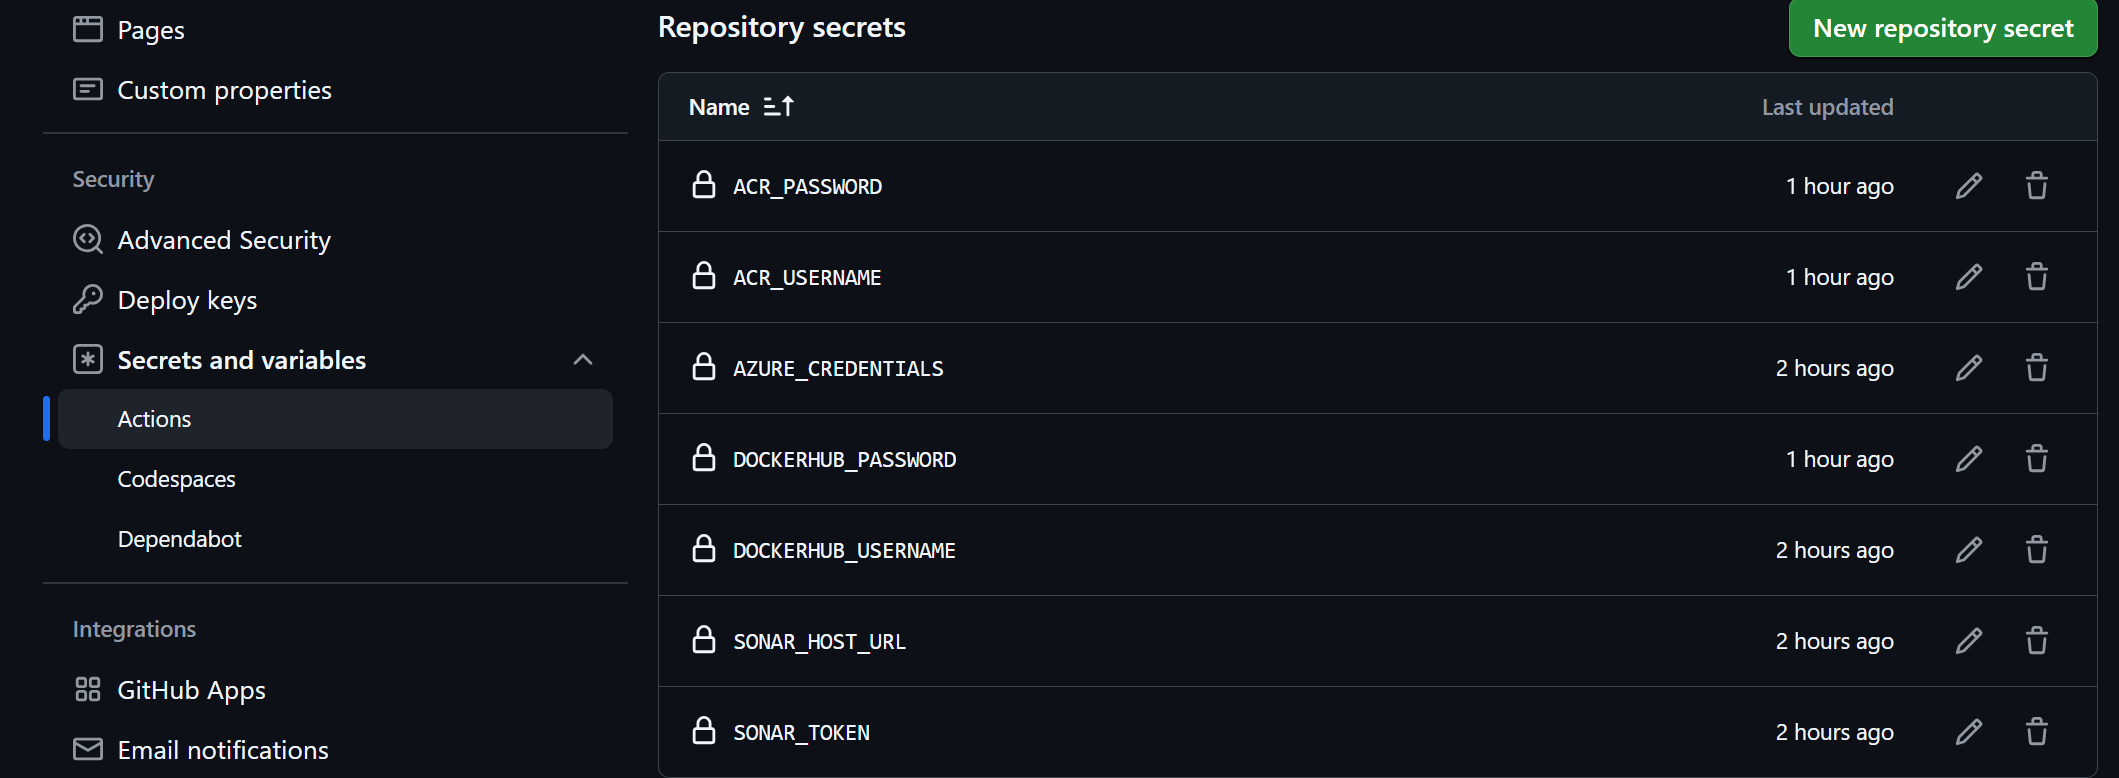 Pages
Custom properties
Security
Advanced Security
Deploy keys
Secrets and variables
Actions
Codespaces
Dependabot
Integrations
GitHub Apps
Email notifications
Repository secrets
New repository secret
Name Last updated
ACR_PASSWORD 1 hour ago
ACR_USERNAME 1 hour ago
AZURE_CREDENTIALS 2 hours ago
DOCKERHUB_PASSWORD 1 hour ago
DOCKERHUB_USERNAME 2 hours ago
SONAR_HOST_URL 2 hours ago
SONAR_TOKEN 2 hours ago